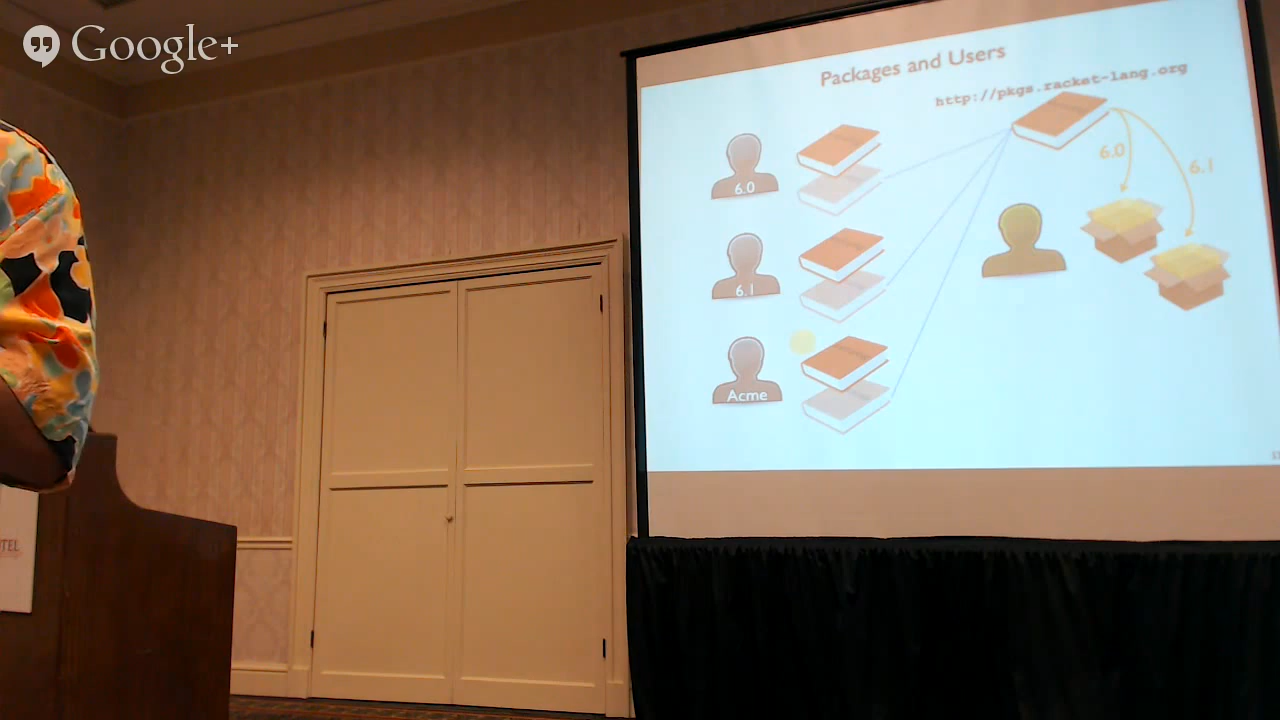 Google+
Packages and Users
http://pkgs.racket-lang.org
6.0
6.1
6.0
6.1
Acme